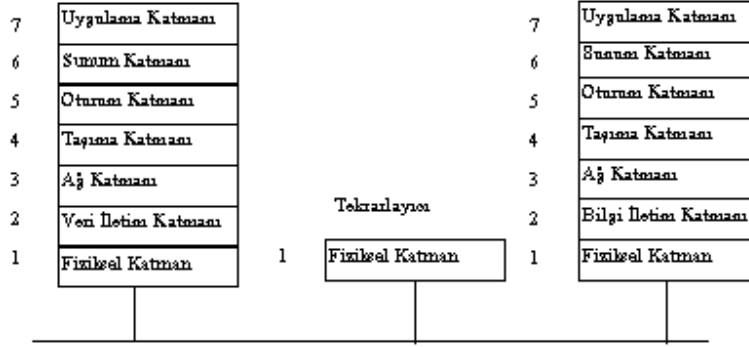 7 Uygulama Katmanı
6 Sunum Katmanı
5 Oturum Katmanı
4 Taşıma Katmanı
3 Ağ Katmanı
2 Veri İletim Katmanı
1 Fiziksel Katman
Tekrarlayıcı
1 Fiziksel Katman
7 Uygulama Katmanı
6 Sunum Katmanı
5 Oturum Katmanı
4 Taşıma Katmanı
3 Ağ Katmanı
2 Bilgi İletim Katmanı
1 Fiziksel Katman